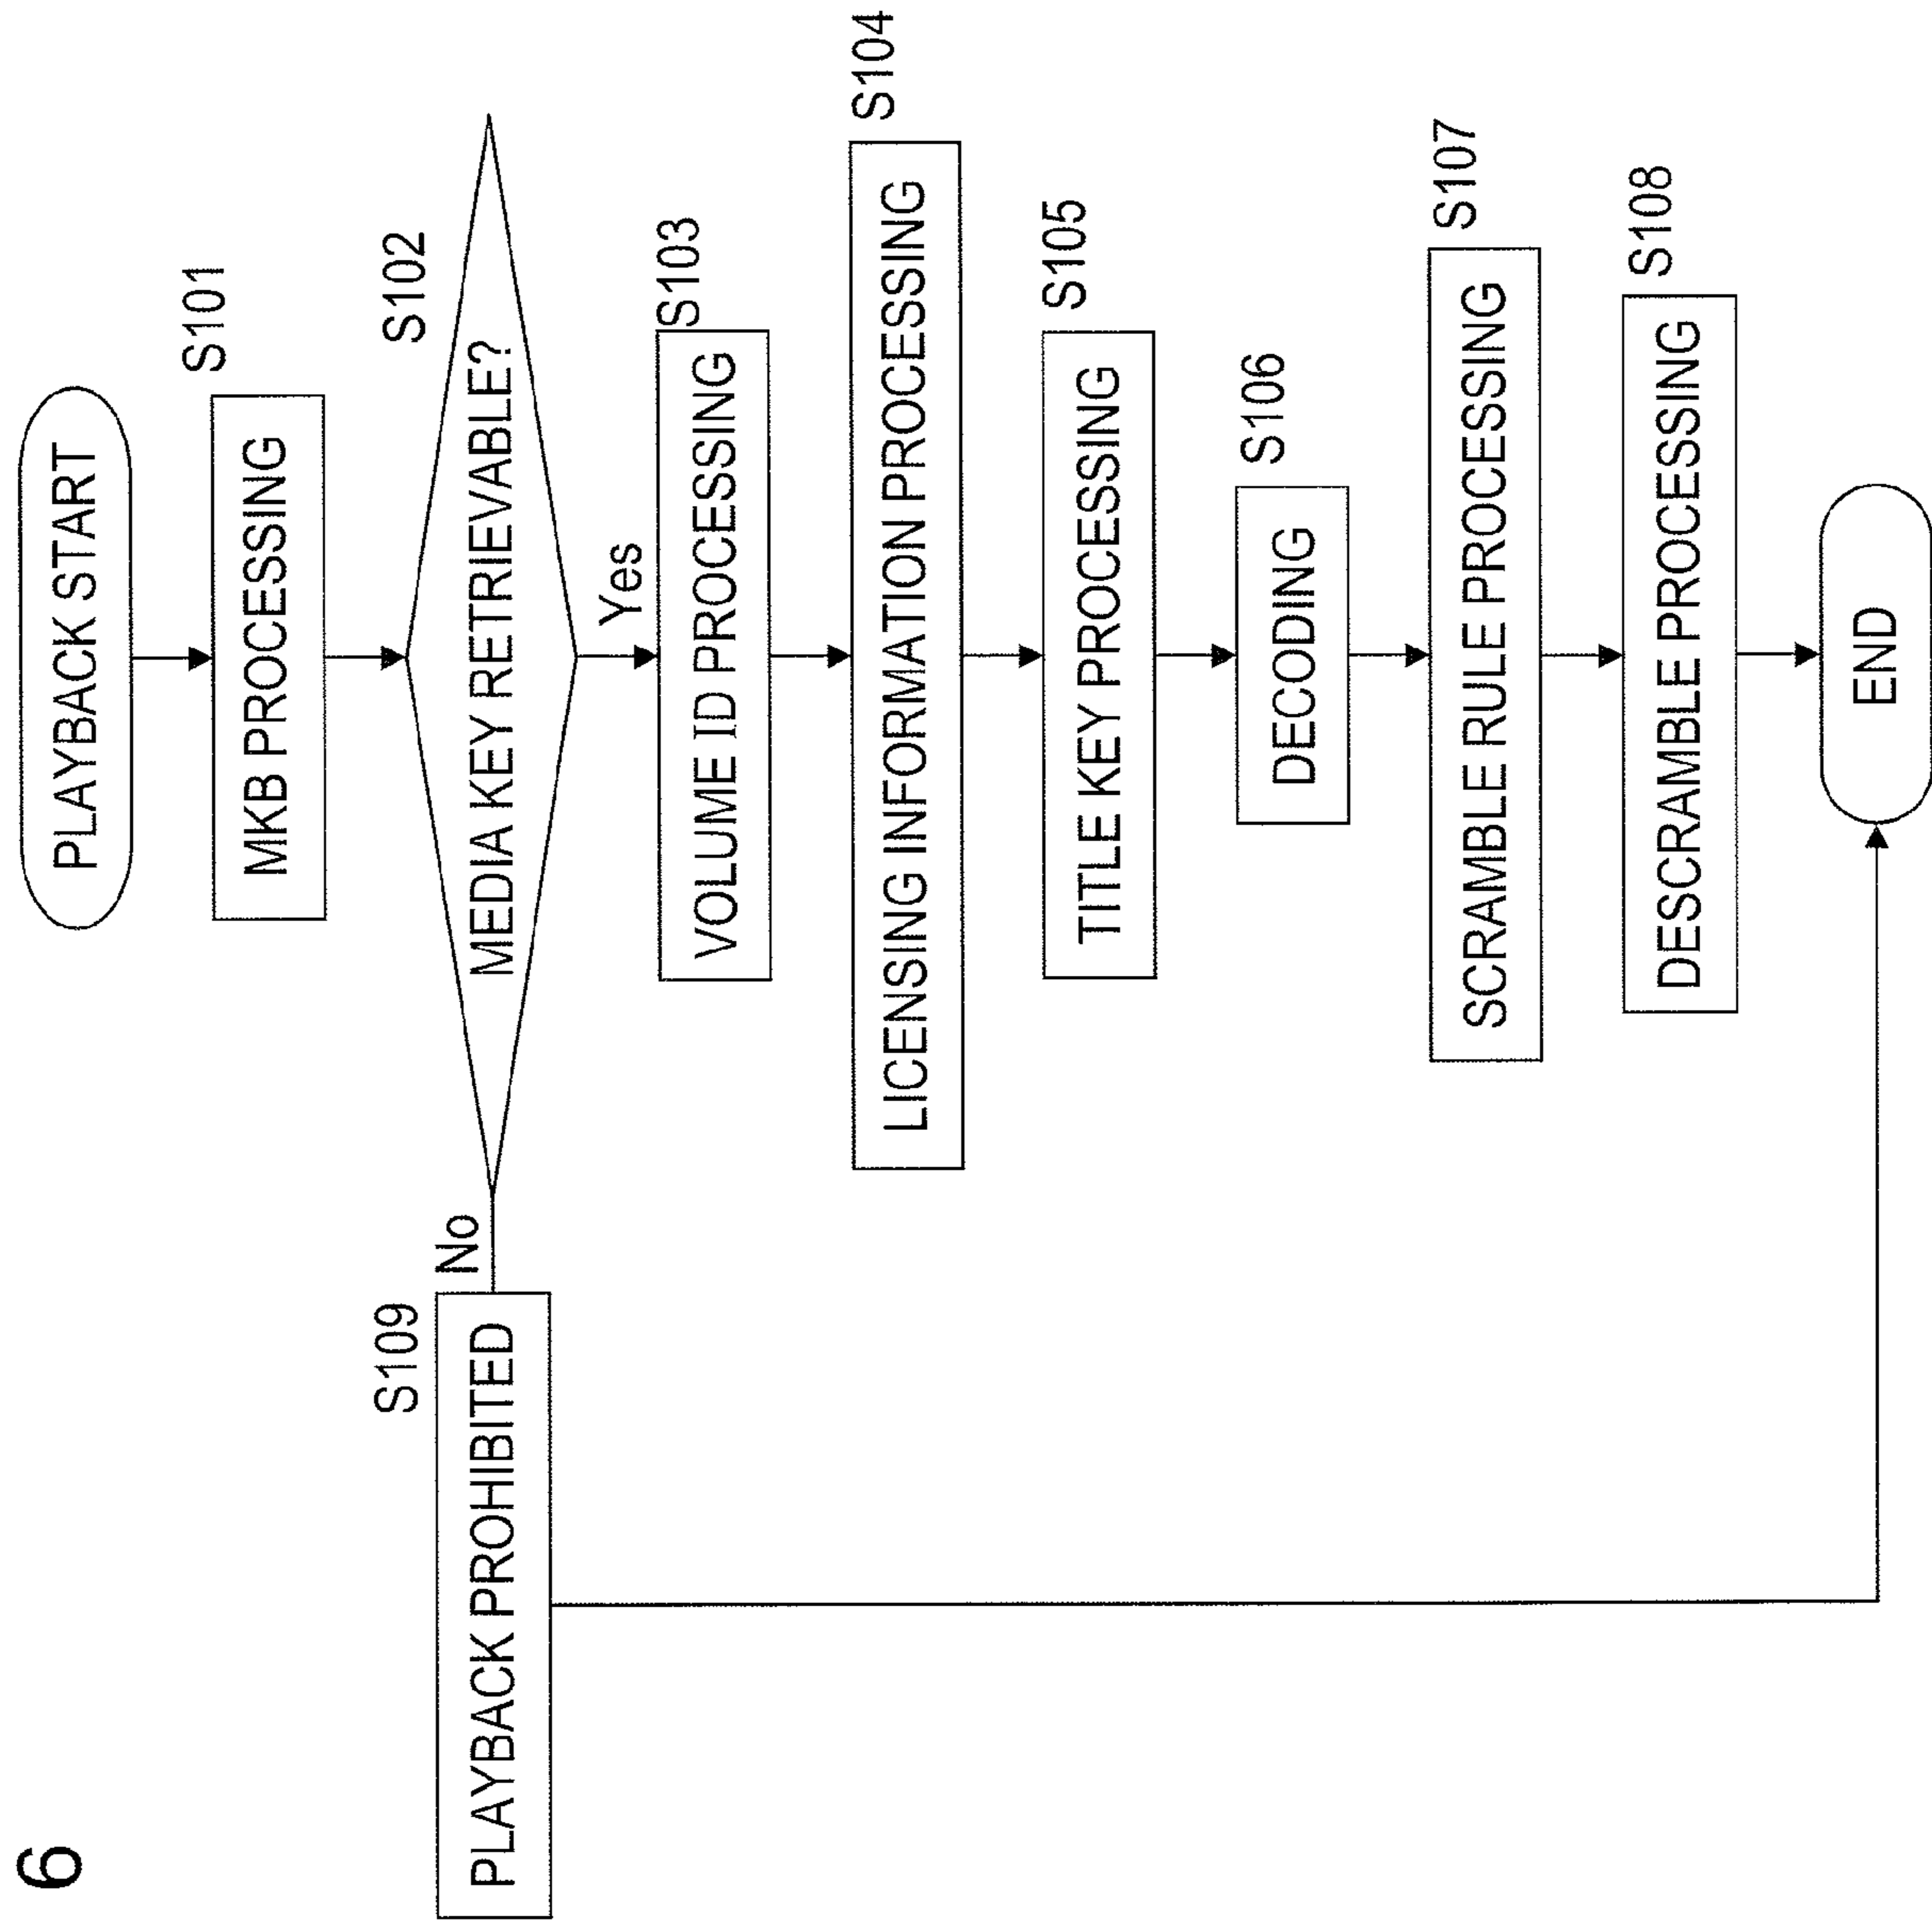 6
PLAYBACK START
S101
MKB PROCESSING
S102
MEDIA KEY RETRIEVABLE?
No
S109
PLAYBACK PROHIBITED
Yes
S103
VOLUME ID PROCESSING
S104
LICENSING INFORMATION PROCESSING
S105
TITLE KEY PROCESSING
S106
DECODING
S107
SCRAMBLE RULE PROCESSING
S108
DESCRAMBLE PROCESSING
END